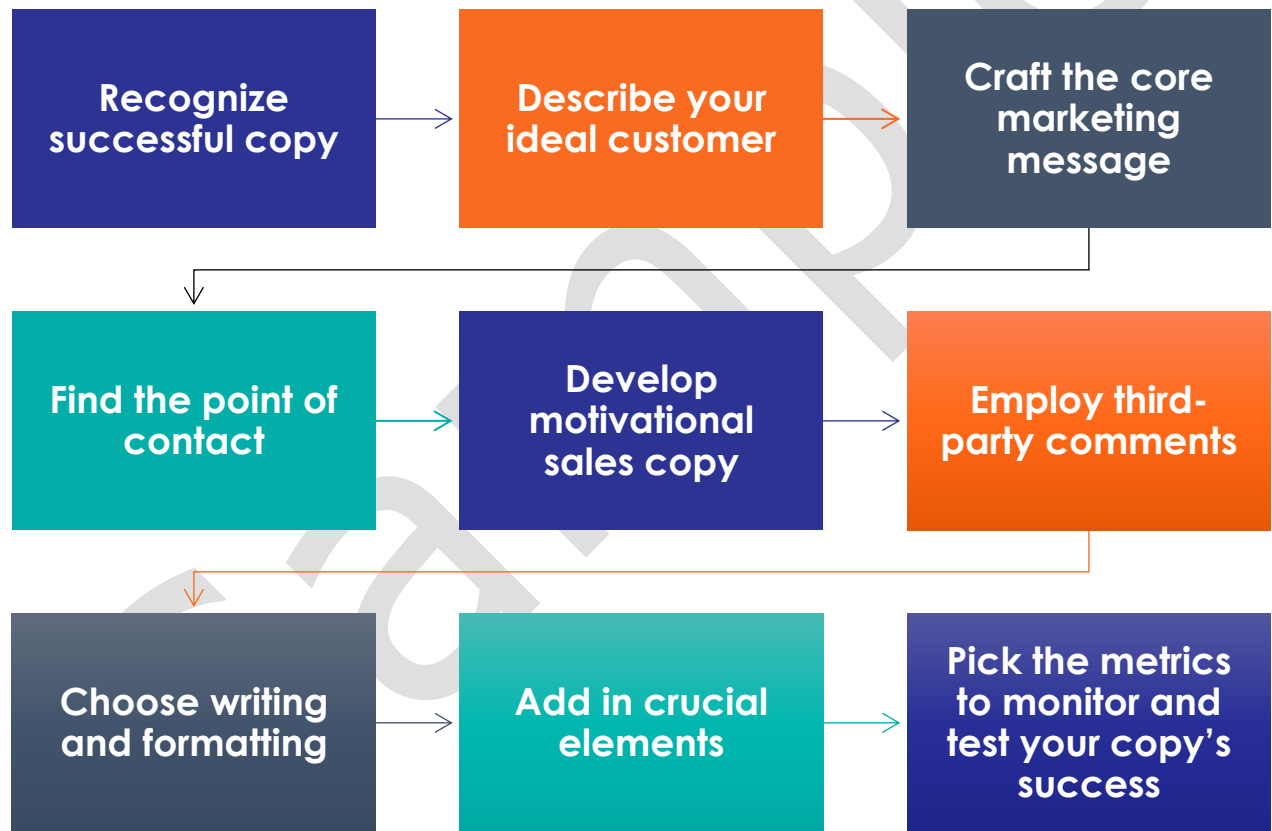 Recognize
successful copy
Describe your
ideal customer
Craft the core
marketing
message
Find the point of
contact
Develop
motivational
sales copy
Employ third-
party comments
Choose writing
and formatting
Add in crucial
elements
Pick the metrics
to monitor and
test your copy’s
success